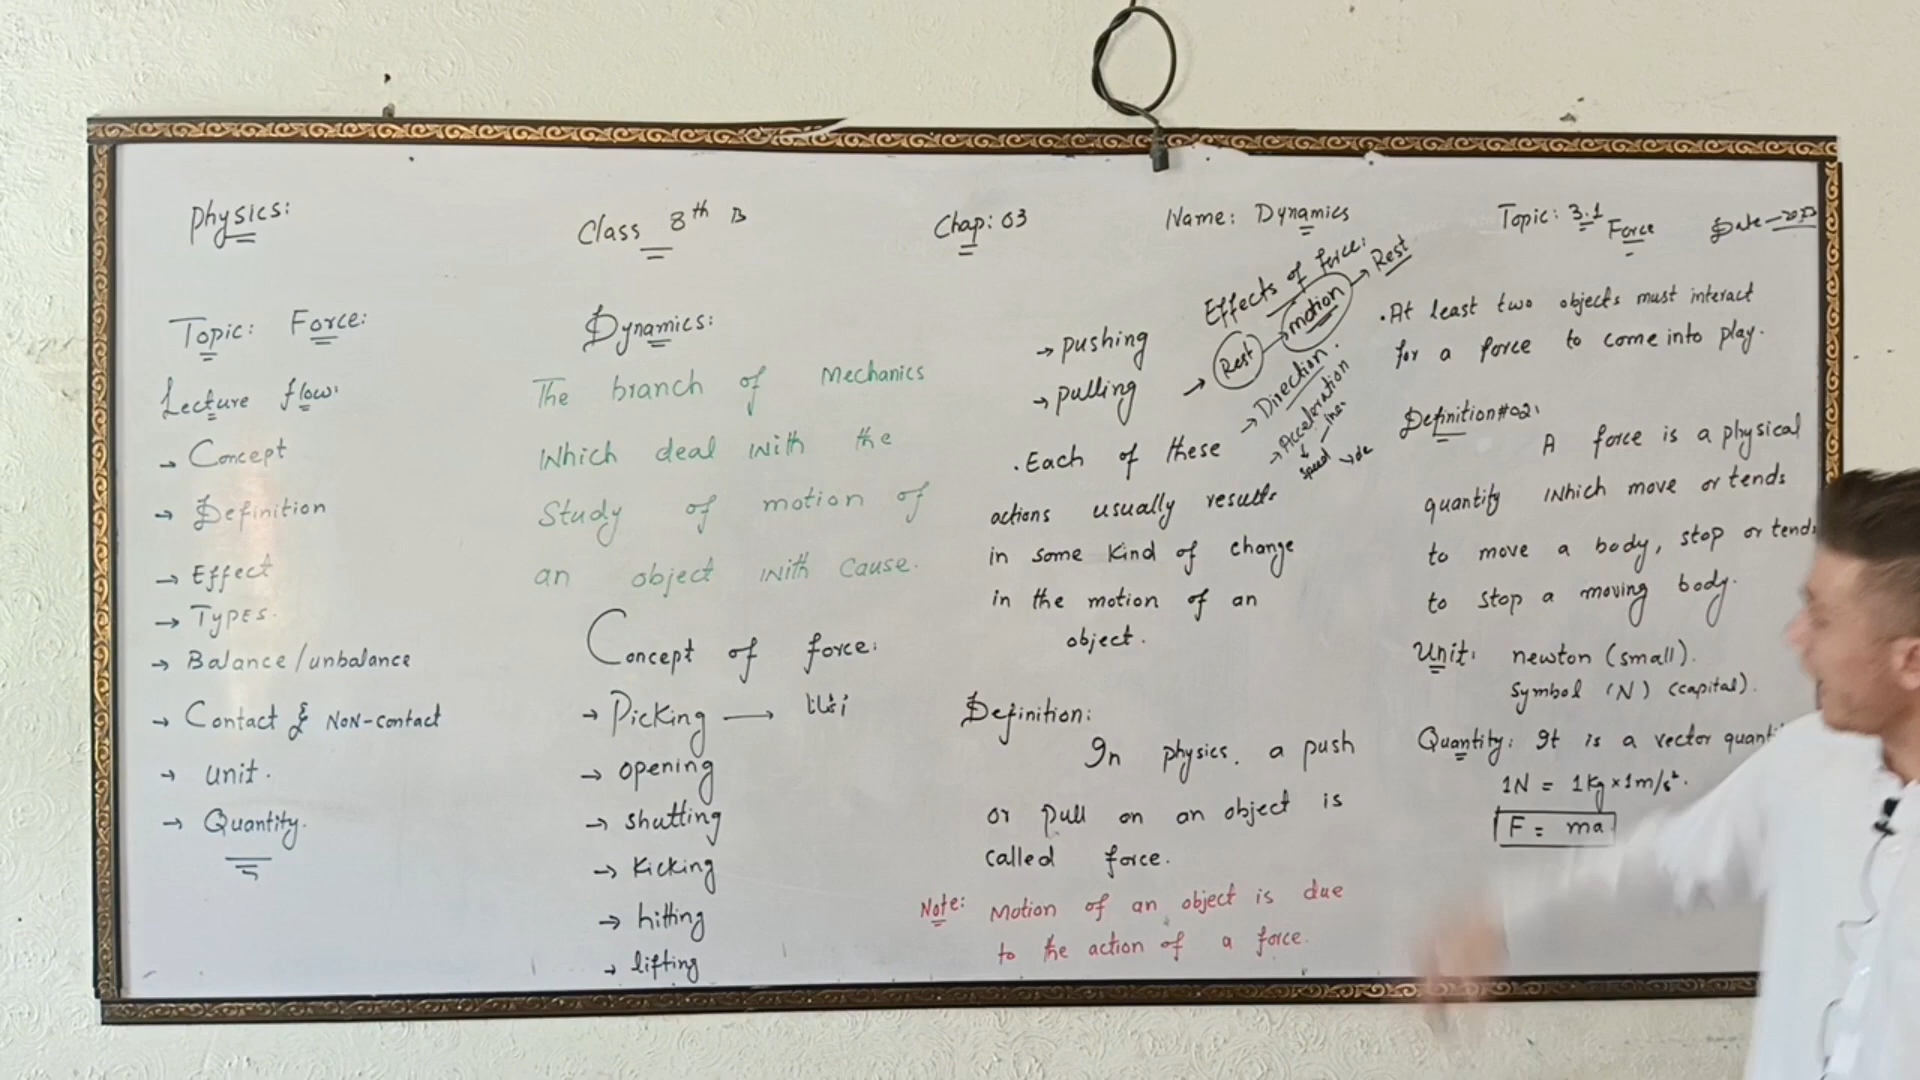 Physics:
Class 8th B
Chap: 03
Name: Dynamics
Topic: 3.1 Force
Topic: Force:
Lecture flow:
→ Concept
→ Definition
→ Effect
→ Types.
→ Balance/unbalance
→ Contact & Non-contact
→ unit.
→ Quantity.
Dynamics:
The branch of Mechanics
Which deal with the
Study of motion of
an object with cause.
Concept of force:
→ Picking → اٹھانا
→ opening
→ shutting
→ Kicking
→ hitting
→ lifting
→ pushing
→ pulling
. Each of these
actions usually results
in some kind of change
in the motion of an
object.
Effects of force:
→ Rest → motion → Rest
→ Direction.
→ Acceleration
speed
Definition:
In physics, a push
or pull on an object is
called force.
Note: Motion of an object is due
to the action of a force.
. At least two objects must interact
for a force to come into play.
Definition#02:
A force is a physical
quantity which move or tends
to move a body, stop or tends
to stop a moving body.
Unit: newton (small).
Symbol (N) (capital).
Quantity: It is a vector quanti
1N = 1kg×1m/s².
F = ma